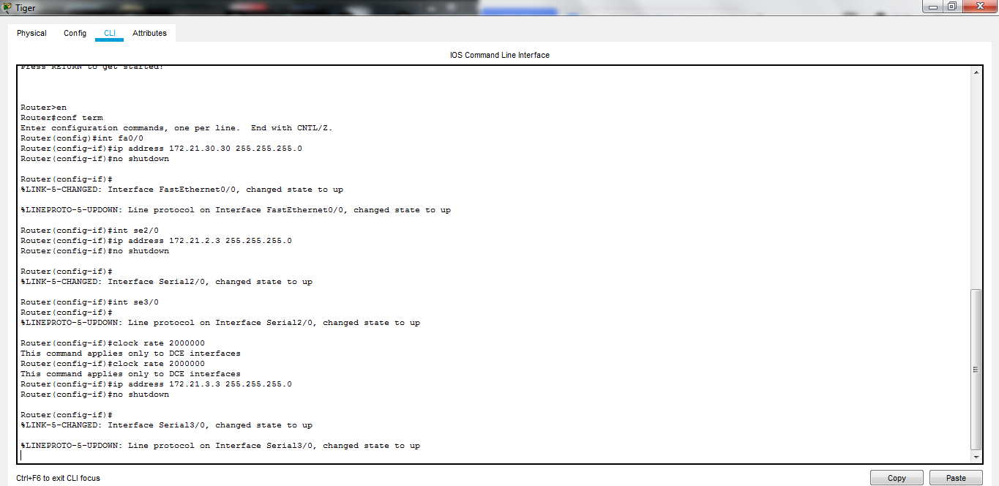 Tiger
Physical Config CLI Attributes
IOS Command Line Interface
Press RETURN to get started!
Router>en
Router#conf term
Enter configuration commands, one per line.  End with CNTL/Z.
Router(config)#int fa0/0
Router(config-if)#ip address 172.21.30.30 255.255.255.0
Router(config-if)#no shutdown
Router(config-if)#
%LINK-5-CHANGED: Interface FastEthernet0/0, changed state to up
%LINEPROTO-5-UPDOWN: Line protocol on Interface FastEthernet0/0, changed state to up
Router(config-if)#int se2/0
Router(config-if)#ip address 172.21.2.3 255.255.255.0
Router(config-if)#no shutdown
Router(config-if)#
%LINK-5-CHANGED: Interface Serial2/0, changed state to up
Router(config-if)#int se3/0
Router(config-if)#
%LINEPROTO-5-UPDOWN: Line protocol on Interface Serial2/0, changed state to up
Router(config-if)#clock rate 2000000
This command applies only to DCE interfaces
Router(config-if)#clock rate 2000000
This command applies only to DCE interfaces
Router(config-if)#ip address 172.21.3.3 255.255.255.0
Router(config-if)#no shutdown
Router(config-if)#
%LINK-5-CHANGED: Interface Serial3/0, changed state to up
%LINEPROTO-5-UPDOWN: Line protocol on Interface Serial3/0, changed state to up
Ctrl+F6 to exit CLI focus
Copy Paste